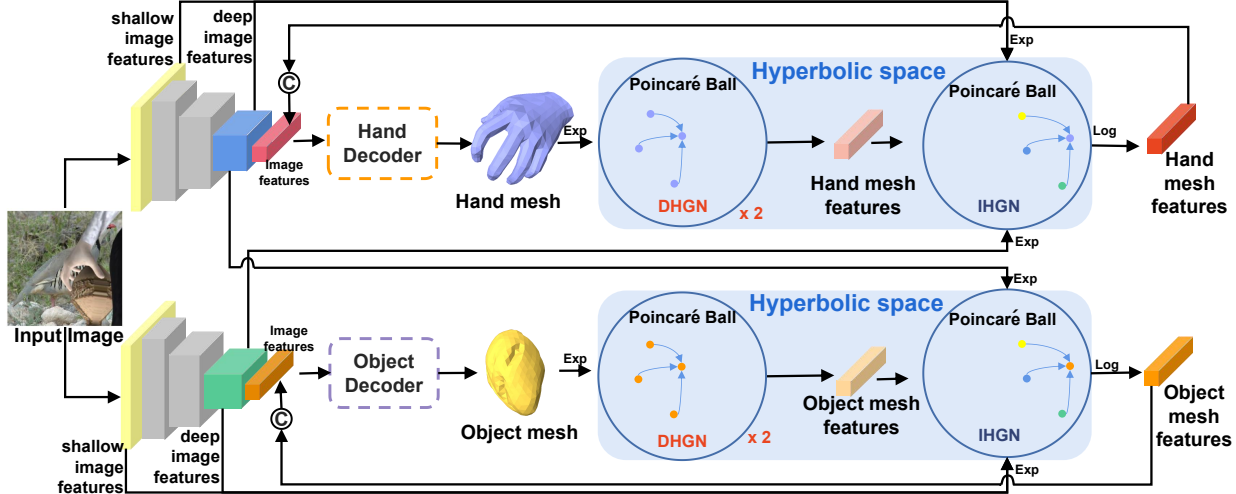 shallow
image
features
deep
image
features
Exp
C
Image
features
Hand
Decoder
Hand mesh
Exp
Hyperbolic space
Poincaré Ball
DHGN
x 2
Hand mesh
features
Poincaré Ball
IHGN
Log
Hand
mesh
features
Exp
Input Image
Exp
Image
features
C
Object
Decoder
Object mesh
Exp
Hyperbolic space
Poincaré Ball
DHGN
x 2
Object mesh
features
Poincaré Ball
IHGN
Log
Object
mesh
features
Exp
shallow
image
features
deep
image
features